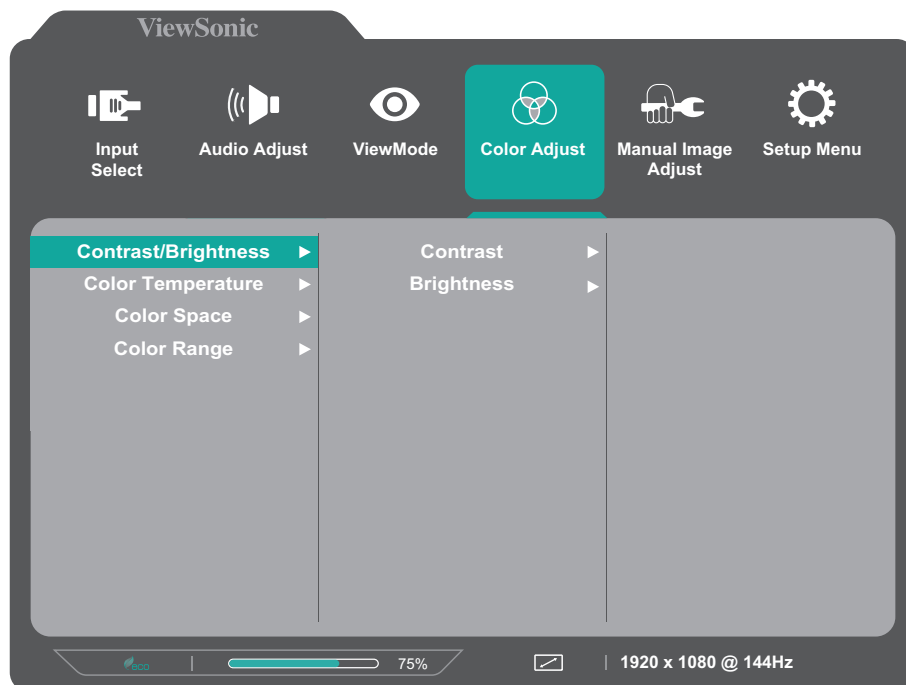 ViewSonic
Input Select
Audio Adjust
ViewMode
Color Adjust
Manual Image Adjust
Setup Menu
Contrast/Brightness
Contrast
Color Temperature
Brightness
Color Space
Color Range
eco
75%
1920 x 1080 @ 144Hz